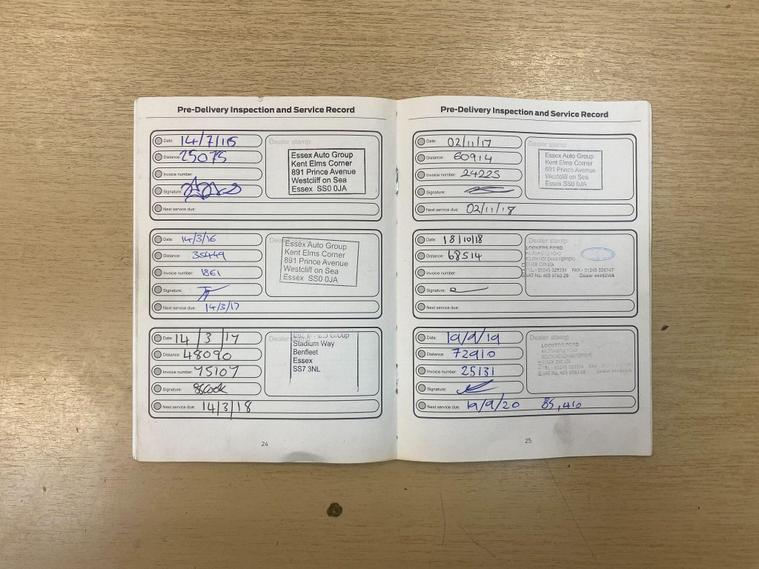 Pre-Delivery Inspection and Service Record
Date: 14/7/15
Distance: 25075
Invoice number:
Signature:
Next service due:
Dealer stamp:
Essex Auto Group
Kent Elms Corner
891 Prince Avenue
Westcliff on Sea
Essex SS0 0JA
Date: 14/3/16
Distance: 35449
Invoice number: 1861
Signature:
Next service due: 14/3/17
Essex Auto Group
Kent Elms Corner
891 Prince Avenue
Westcliff on Sea
Essex SS0 0JA
Date: 14/3/17
Distance: 48090
Invoice number: 75107
Signature:
Next service due: 14/3/18
Dealer stamp:
Stadium Way
Benfleet
Essex
SS7 3NL
24
Pre-Delivery Inspection and Service Record
Date: 02/11/17
Distance: 60914
Invoice number: 24225
Signature:
Next service due: 02/11/18
Dealer stamp:
Essex Auto Group
Kent Elms Corner
891 Prince Avenue
Westcliff on Sea
Essex SS0 0JA
Date: 18/10/18
Distance: 68514
Invoice number:
Signature:
Next service due:
Dealer stamp:
Date: 19/9/19
Distance: 72910
Invoice number: 25131
Signature:
Next service due: 19/9/20 85,410
Dealer stamp:
25